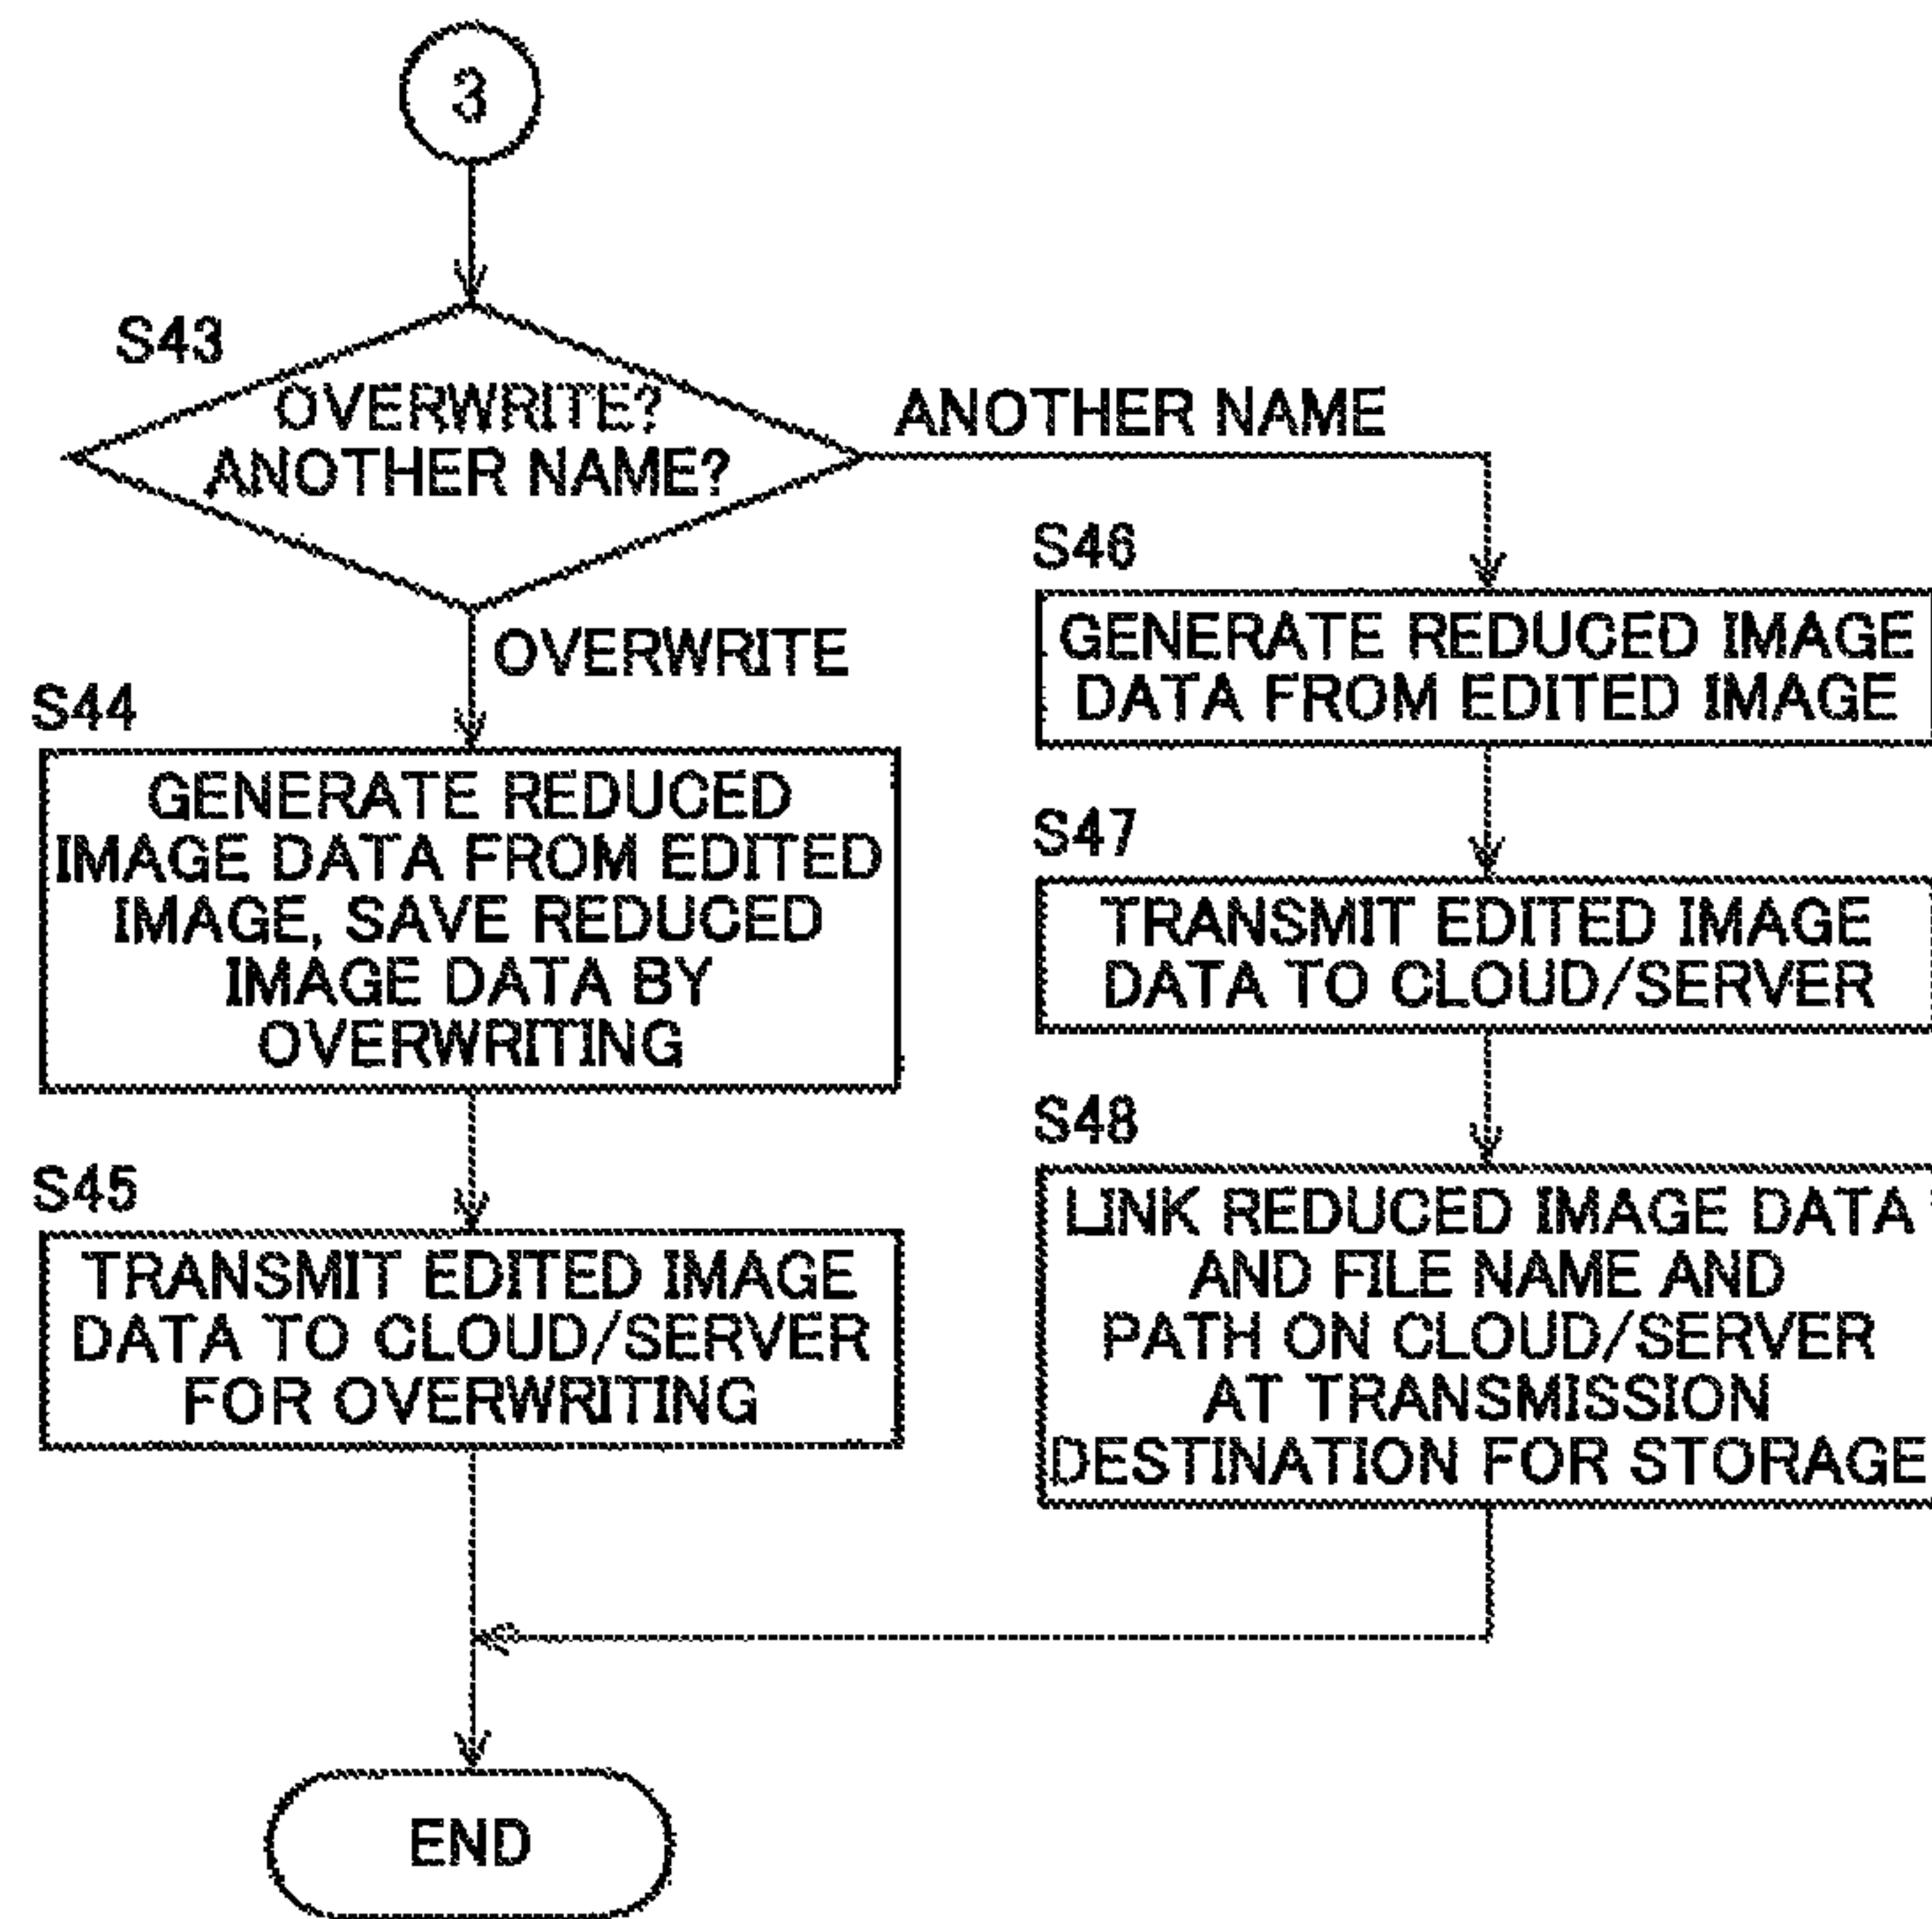 3
S43
OVERWRITE?
ANOTHER NAME?
ANOTHER NAME
OVERWRITE
S44
GENERATE REDUCED
IMAGE DATA FROM EDITED
IMAGE, SAVE REDUCED
IMAGE DATA BY
OVERWRITING
S45
TRANSMIT EDITED IMAGE
DATA TO CLOUD/SERVER
FOR OVERWRITING
S46
GENERATE REDUCED IMAGE
DATA FROM EDITED IMAGE
S47
TRANSMIT EDITED IMAGE
DATA TO CLOUD/SERVER
S48
LINK REDUCED IMAGE DATA
AND FILE NAME AND
PATH ON CLOUD/SERVER
AT TRANSMISSION
DESTINATION FOR STORAGE
END